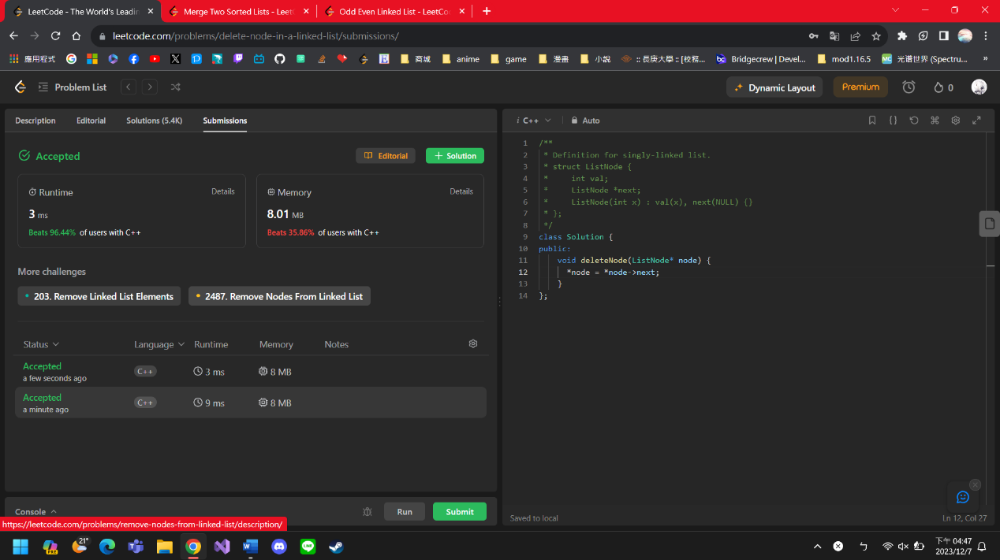 LeetCode - The World's Leadin
Merge Two Sorted Lists - LeetC
Odd Even Linked List - LeetCo
leetcode.com/problems/delete-node-in-a-linked-list/submissions/
應用程式
商城
anime
game
漫畫
小說
:: 長庚大學 :: [校務...
Bridgecrew | Devel...
mod1.16.5
光谱世界 (Spectru...
»
Problem List
Dynamic Layout
Premium
0
Description Editorial Solutions (5.4K) Submissions
Accepted
Editorial
Solution
Runtime Details
3 ms
Beats 96.44% of users with C++
Memory Details
8.01 MB
Beats 35.86% of users with C++
More challenges
203. Remove Linked List Elements
2487. Remove Nodes From Linked List
Status Language Runtime Memory Notes
Accepted C++ 3 ms 8 MB
a few seconds ago
Accepted C++ 9 ms 8 MB
a minute ago
Console
Run
Submit
https://leetcode.com/problems/remove-nodes-from-linked-list/description/
i C++ Auto
1 /**
2 * Definition for singly-linked list.
3 * struct ListNode {
4 *     int val;
5 *     ListNode *next;
6 *     ListNode(int x) : val(x), next(NULL) {}
7 * };
8 */
9 class Solution {
10 public:
11     void deleteNode(ListNode* node) {
12       *node = *node->next;
13     }
14 };
Saved to local
Ln 12, Col 27
PRE
21°
下午 04:47
2023/12/7